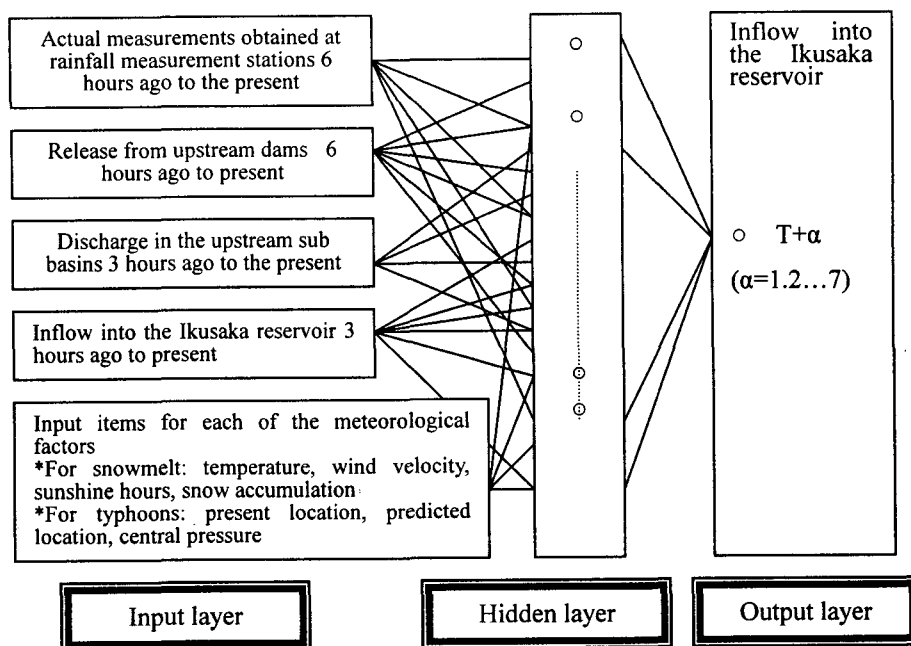 Actual measurements obtained at
rainfall measurement stations 6
hours ago to the present
Release from upstream dams 6
hours ago to present
Discharge in the upstream sub
basins 3 hours ago to the present
Inflow into the Ikusaka reservoir 3
hours ago to present
Input items for each of the meteorological
factors
*For snowmelt: temperature, wind velocity,
sunshine hours, snow accumulation
*For typhoons: present location, predicted
location, central pressure
Inflow into
the Ikusaka
reservoir
T+α
(α=1.2…7)
Input layer
Hidden layer
Output layer